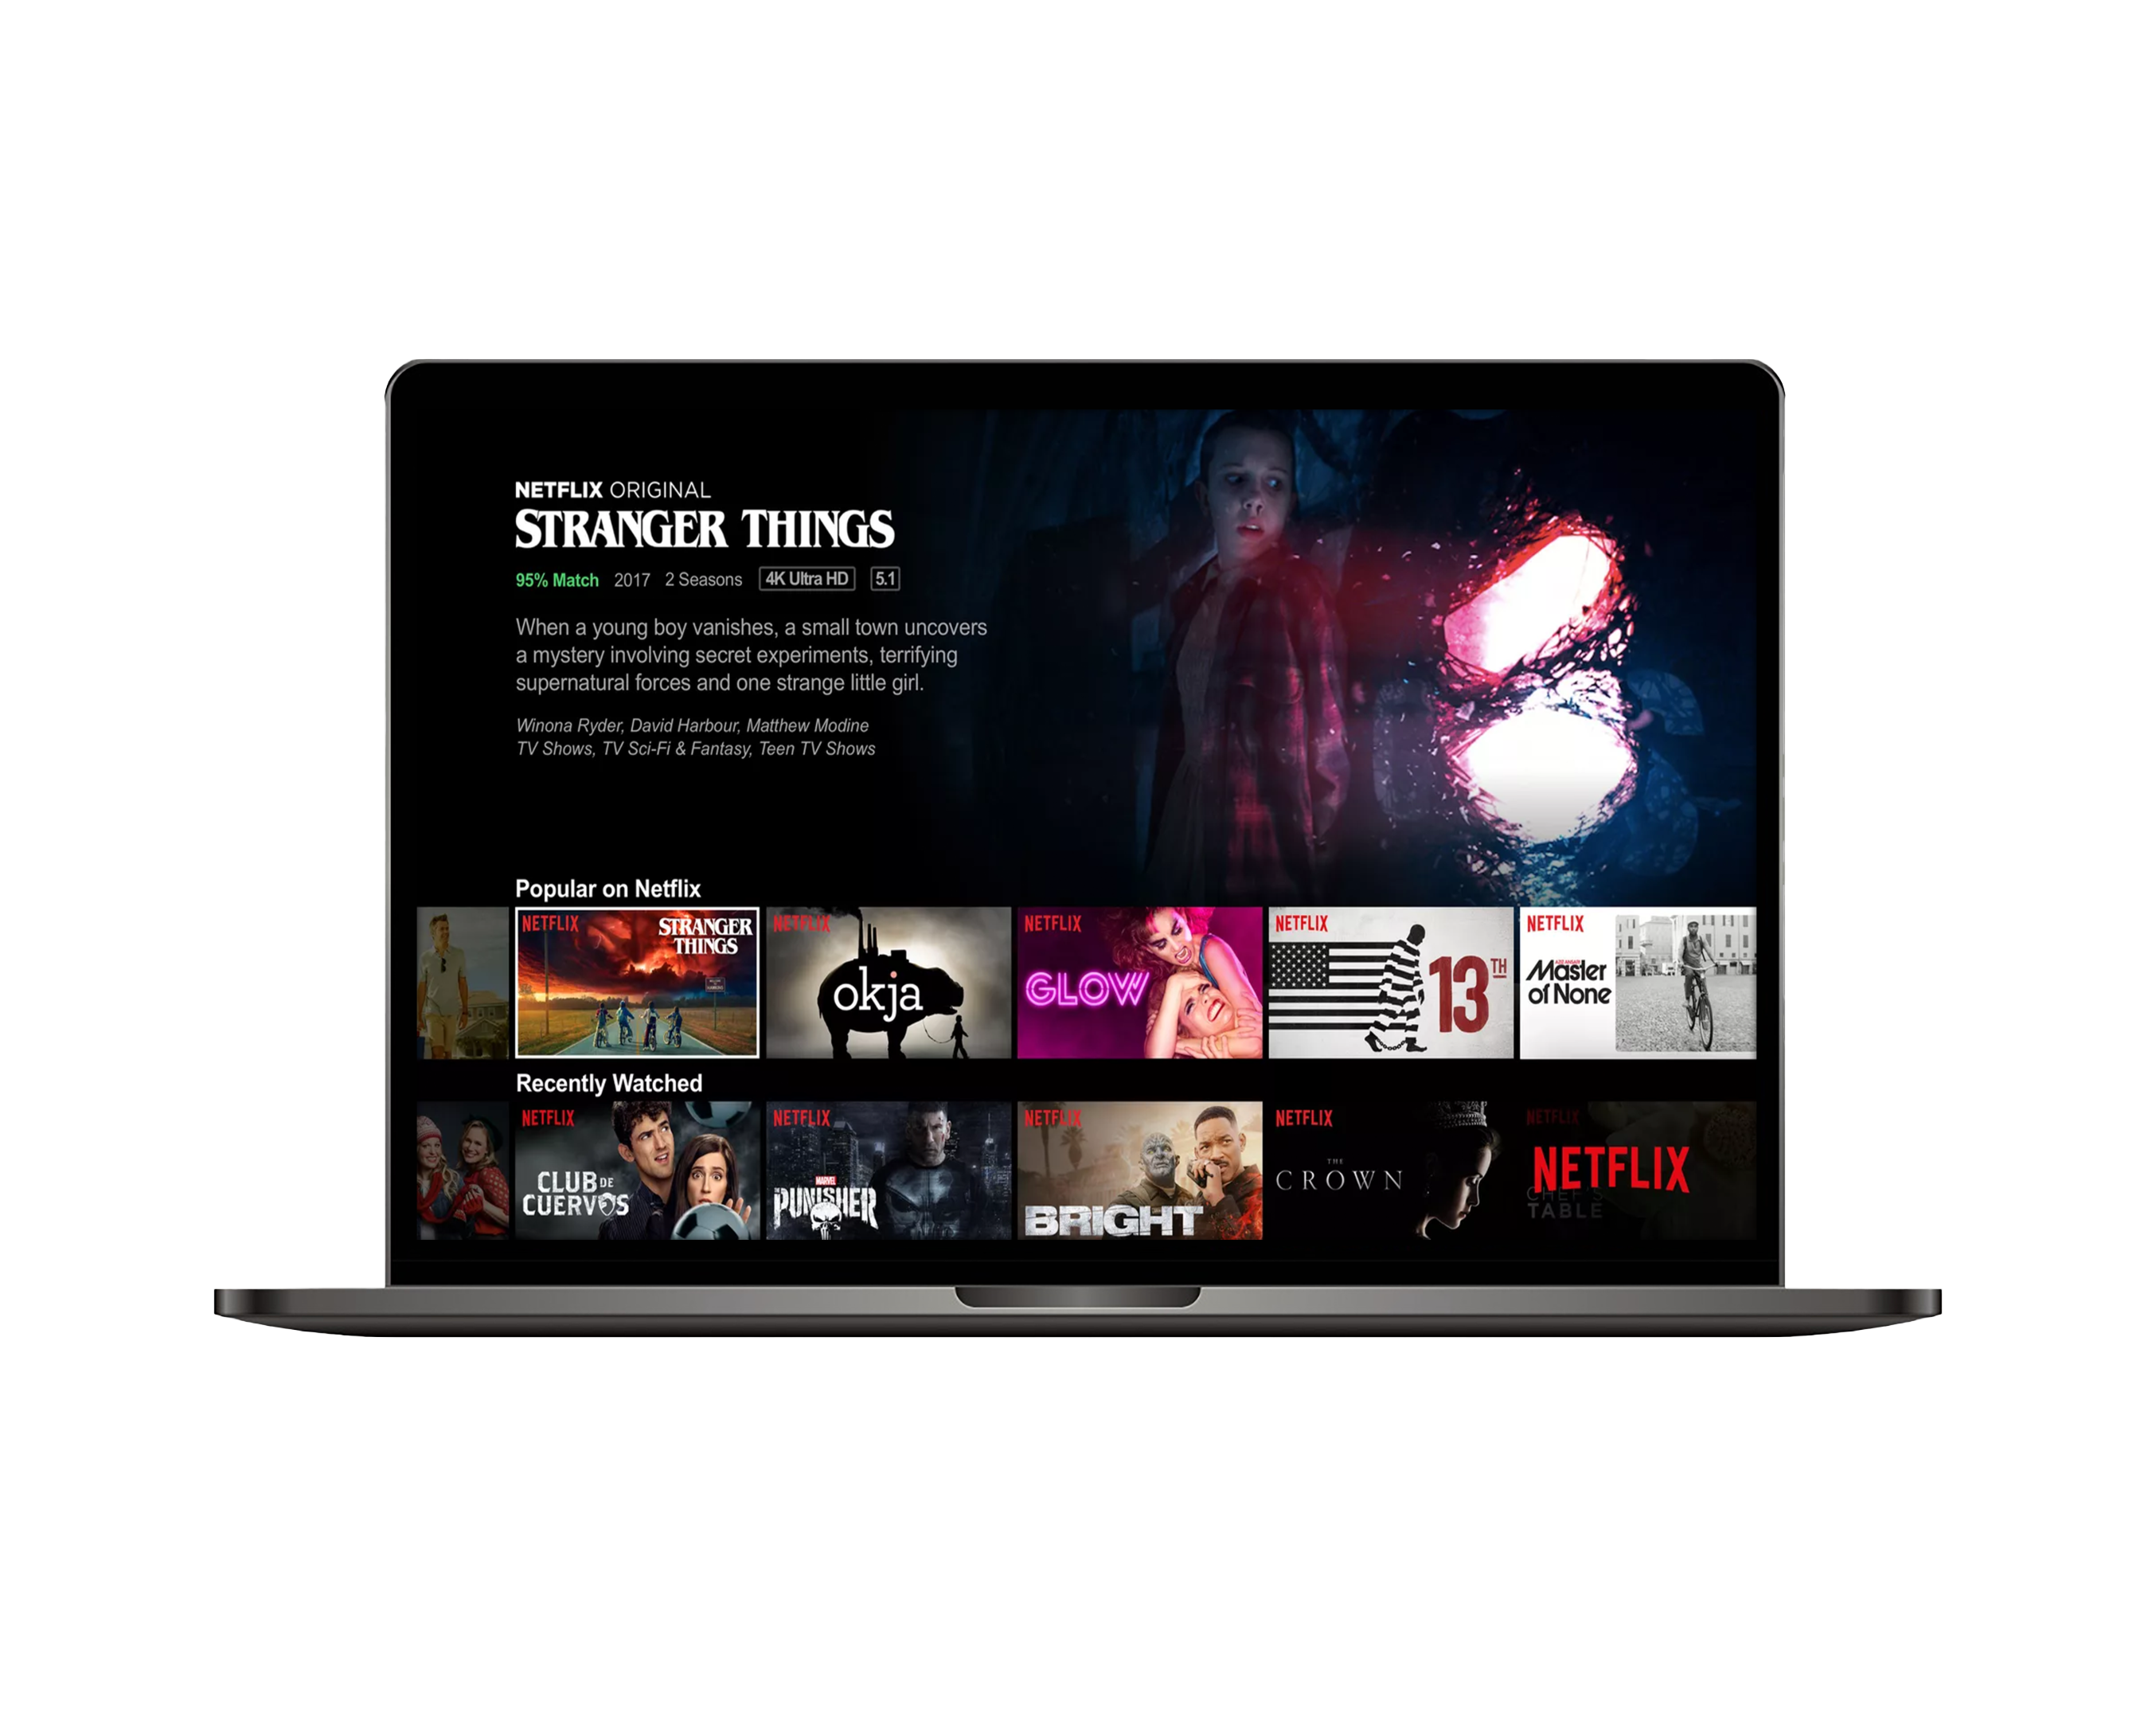 NETFLIX ORIGINAL
STRANGER THINGS
95% Match 2017 2 Seasons 4K Ultra HD 5.1
When a young boy vanishes, a small town uncovers
a mystery involving secret experiments, terrifying
supernatural forces and one strange little girl.
Winona Ryder, David Harbour, Matthew Modine
TV Shows, TV Sci-Fi & Fantasy, Teen TV Shows
Popular on Netflix
NETFLIX
STRANGER
THINGS
NETFLIX
okja
NETFLIX
GLOW
NETFLIX
13TH
NETFLIX
Master
of None
Recently Watched
NETFLIX
CLUB DE
CUERVOS
NETFLIX
MARVEL
THE PUNISHER
NETFLIX
BRIGHT
NETFLIX
THE
CROWN
NETFLIX
NETFLIX
CHEF'S
TABLE